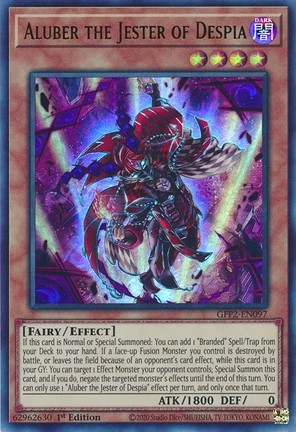 Aluber the Jester of Despia
DARK
闇
GFP2-EN097
[Fairy/Effect]
If this card is Normal or Special Summoned: You can add 1 "Branded" Spell/Trap from
your Deck to your hand. If a face-up Fusion Monster you control is destroyed by
battle, or leaves the field because of an opponent's card effect, while this card is in
your GY: You can target 1 Effect Monster your opponent controls; Special Summon this
card, and if you do, negate the targeted monster's effects until the end of this turn. You
can only use 1 "Aluber the Jester of Despia" effect per turn, and only once that turn.
ATK/1800 DEF/ 0
62962630 1st Edition ©2020 Studio Dice/SHUEISHA, TV TOKYO, KONAMI